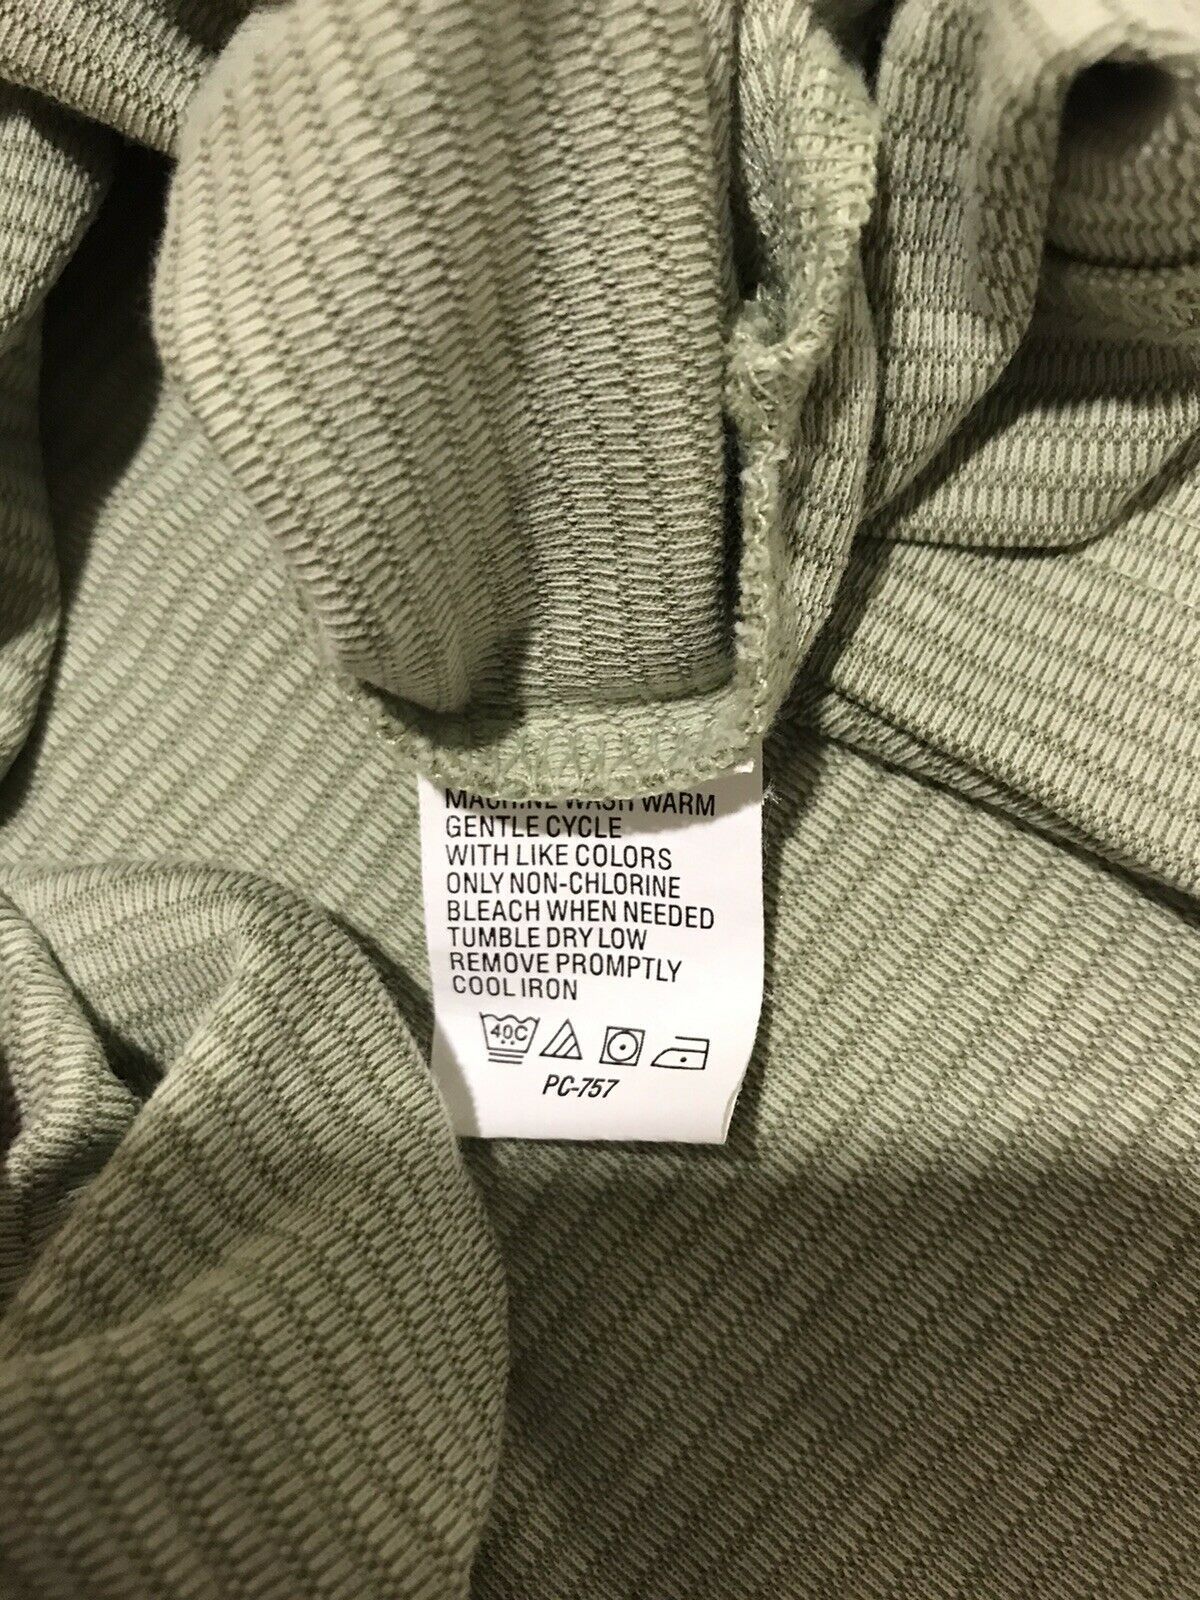 MACHINE WASH WARM
GENTLE CYCLE
WITH LIKE COLORS
ONLY NON-CHLORINE
BLEACH WHEN NEEDED
TUMBLE DRY LOW
REMOVE PROMPTLY
COOL IRON
40C
PC-757